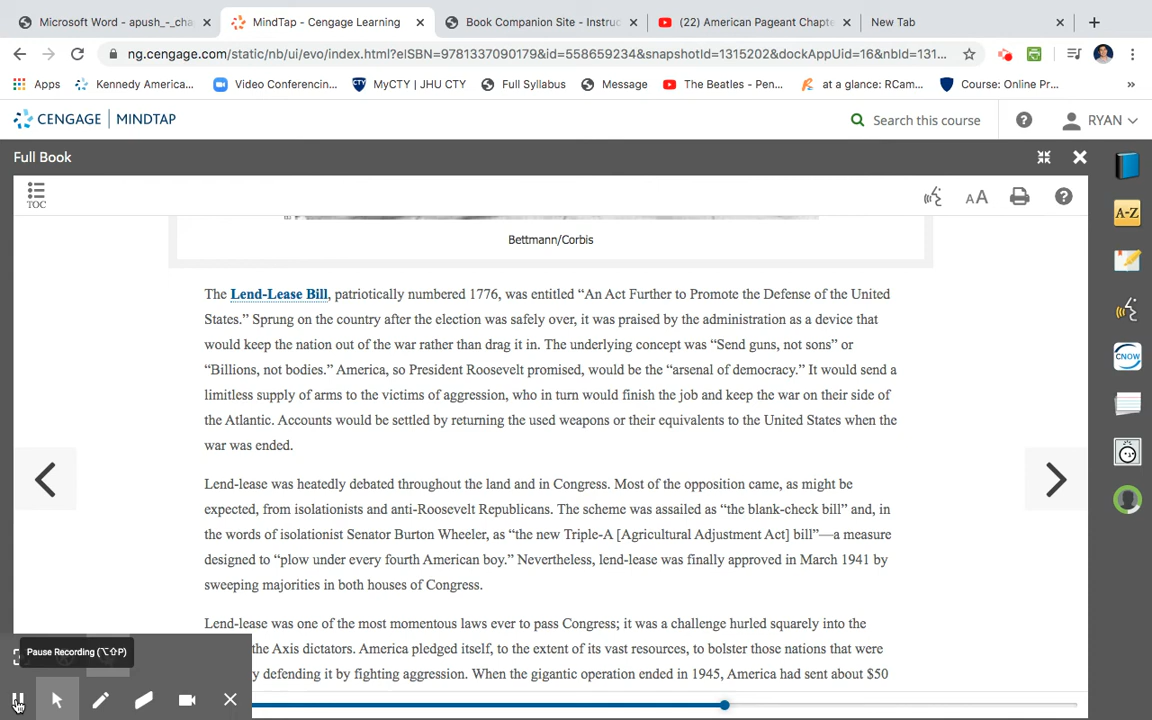 Microsoft Word - apush_-_cha
MindTap - Cengage Learning
Book Companion Site - Instruc
(22) American Pageant Chapte
New Tab
ng.cengage.com/static/nb/ui/evo/index.html?eISBN=9781337090179&id=558659234&snapshotId=1315202&dockAppUid=16&nbId=131...
Apps
Kennedy America...
Video Conferencin...
MyCTY | JHU CTY
Full Syllabus
Message
The Beatles - Pen...
at a glance: RCam...
Course: Online Pr...
»
CENGAGE | MINDTAP
Search this course
RYAN
Full Book
TOC
AA
A-Z
CNOW
Bettmann/Corbis
The Lend-Lease Bill, patriotically numbered 1776, was entitled “An Act Further to Promote the Defense of the United
States.” Sprung on the country after the election was safely over, it was praised by the administration as a device that
would keep the nation out of the war rather than drag it in. The underlying concept was “Send guns, not sons” or
“Billions, not bodies.” America, so President Roosevelt promised, would be the “arsenal of democracy.” It would send a
limitless supply of arms to the victims of aggression, who in turn would finish the job and keep the war on their side of
the Atlantic. Accounts would be settled by returning the used weapons or their equivalents to the United States when the
war was ended.
Lend-lease was heatedly debated throughout the land and in Congress. Most of the opposition came, as might be
expected, from isolationists and anti-Roosevelt Republicans. The scheme was assailed as “the blank-check bill” and, in
the words of isolationist Senator Burton Wheeler, as “the new Triple-A [Agricultural Adjustment Act] bill”—a measure
designed to “plow under every fourth American boy.” Nevertheless, lend-lease was finally approved in March 1941 by
sweeping majorities in both houses of Congress.
Lend-lease was one of the most momentous laws ever to pass Congress; it was a challenge hurled squarely into the
the Axis dictators. America pledged itself, to the extent of its vast resources, to bolster those nations that were
y defending it by fighting aggression. When the gigantic operation ended in 1945, America had sent about $50
Pause Recording (⌥⇧P)